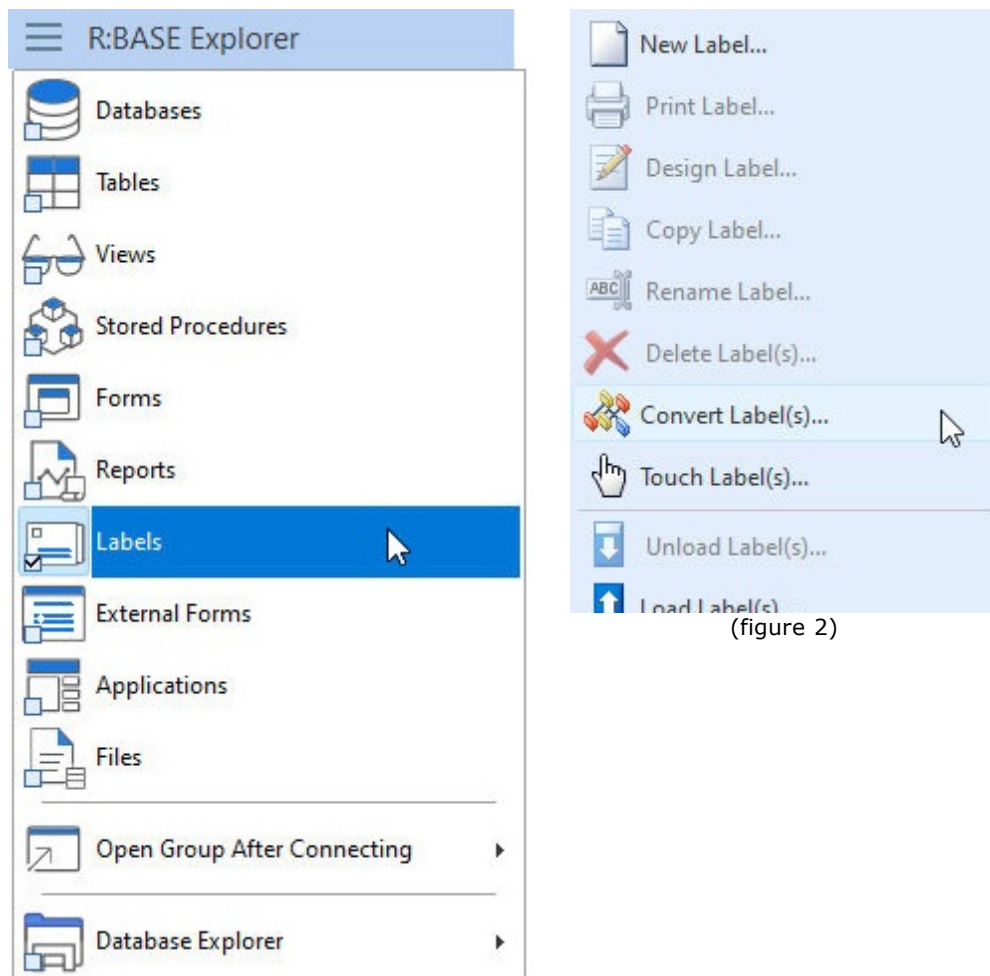 R:BASE Explorer
Databases
Tables
Views
Stored Procedures
Forms
Reports
Labels
External Forms
Applications
Files
Open Group After Connecting
Database Explorer
New Label...
Print Label...
Design Label...
Copy Label...
ABC
Rename Label...
Delete Label(s)...
Convert Label(s)...
Touch Label(s)...
Unload Label(s)...
Load Label(s)...
(figure 2)